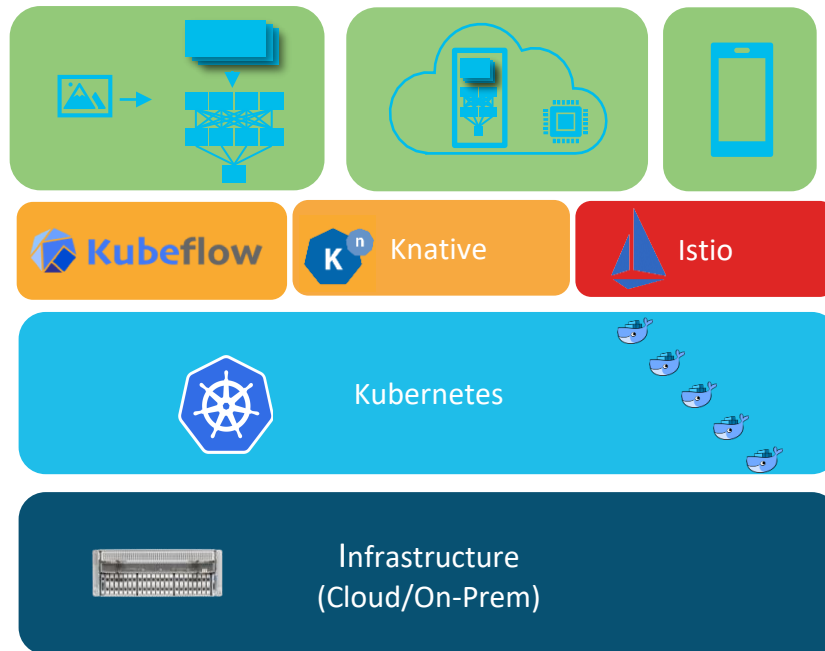 Kubeflow
K n Knative
Istio
Kubernetes
Infrastructure
(Cloud/On-Prem)